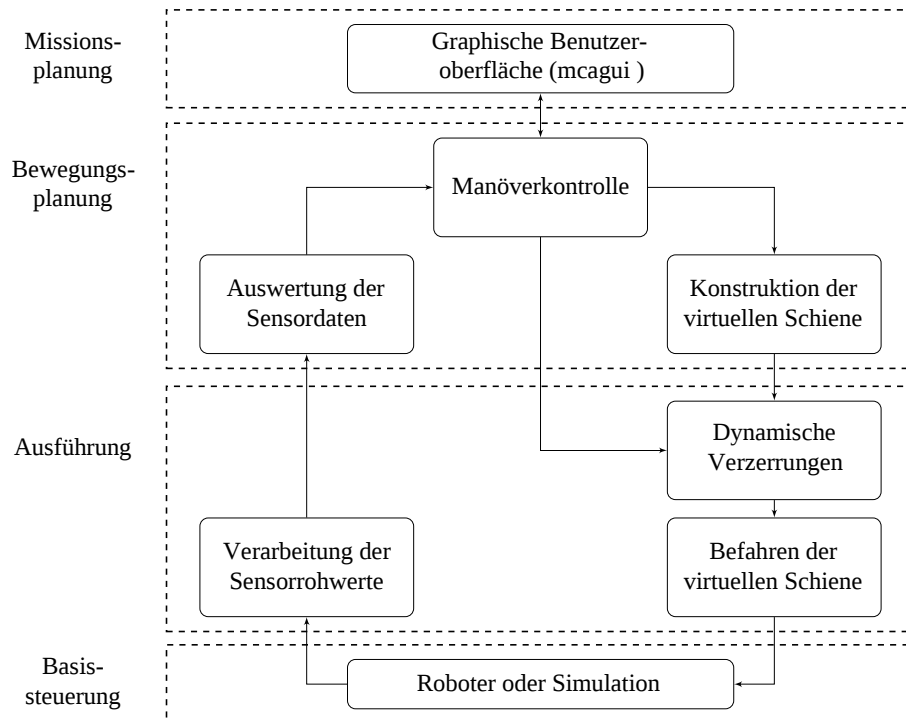 Missions-
planung
Graphische Benutzer-
oberfläche (mcagui )
Bewegungs-
planung
Manöverkontrolle
Auswertung der
Sensordaten
Konstruktion der
virtuellen Schiene
Ausführung
Dynamische
Verzerrungen
Verarbeitung der
Sensorrohwerte
Befahren der
virtuellen Schiene
Basis-
steuerung
Roboter oder Simulation